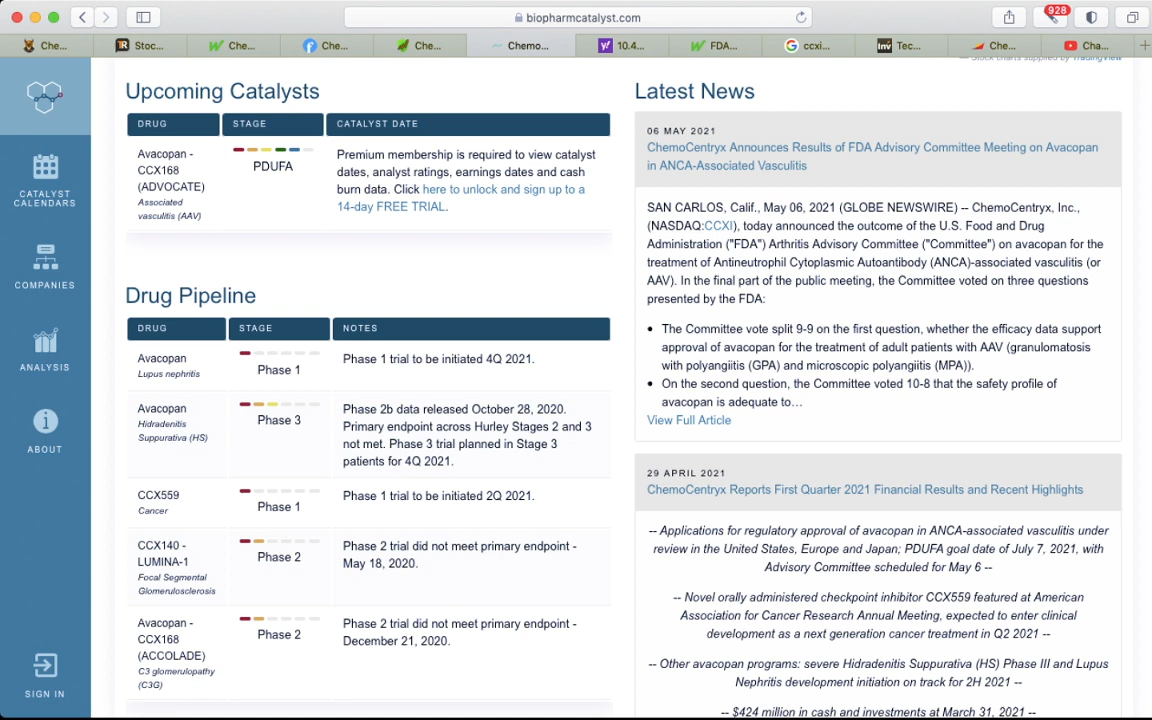 biopharmcatalyst.com
928
Che...
Stoc...
Che...
Che...
Che...
Chemo...
10.4...
FDA...
ccxi...
Tec...
Che...
Cha...
— Stock charts supplied by TradingView
CATALYST
CALENDARS
COMPANIES
ANALYSIS
ABOUT
SIGN IN
Upcoming Catalysts
DRUG STAGE CATALYST DATE
Avacopan -
CCX168
(ADVOCATE)
Associated
vasculitis (AAV)
PDUFA
Premium membership is required to view catalyst
dates, analyst ratings, earnings dates and cash
burn data. Click here to unlock and sign up to a
14-day FREE TRIAL.
Drug Pipeline
DRUG STAGE NOTES
Avacopan
Lupus nephritis
Phase 1
Phase 1 trial to be initiated 4Q 2021.
Avacopan
Hidradenitis
Suppurativa (HS)
Phase 3
Phase 2b data released October 28, 2020.
Primary endpoint across Hurley Stages 2 and 3
not met. Phase 3 trial planned in Stage 3
patients for 4Q 2021.
CCX559
Cancer
Phase 1
Phase 1 trial to be initiated 2Q 2021.
CCX140 -
LUMINA-1
Focal Segmental
Glomerulosclerosis
Phase 2
Phase 2 trial did not meet primary endpoint -
May 18, 2020.
Avacopan -
CCX168
(ACCOLADE)
C3 glomerulopathy
(C3G)
Phase 2
Phase 2 trial did not meet primary endpoint -
December 21, 2020.
Latest News
06 MAY 2021
ChemoCentryx Announces Results of FDA Advisory Committee Meeting on Avacopan
in ANCA-Associated Vasculitis
SAN CARLOS, Calif., May 06, 2021 (GLOBE NEWSWIRE) -- ChemoCentryx, Inc.,
(NASDAQ:CCXI), today announced the outcome of the U.S. Food and Drug
Administration ("FDA") Arthritis Advisory Committee ("Committee") on avacopan for the
treatment of Antineutrophil Cytoplasmic Autoantibody (ANCA)-associated vasculitis (or
AAV). In the final part of the public meeting, the Committee voted on three questions
presented by the FDA:
• The Committee vote split 9-9 on the first question, whether the efficacy data support
approval of avacopan for the treatment of adult patients with AAV (granulomatosis
with polyangiitis (GPA) and microscopic polyangiitis (MPA)).
• On the second question, the Committee voted 10-8 that the safety profile of
avacopan is adequate to…
View Full Article
29 APRIL 2021
ChemoCentryx Reports First Quarter 2021 Financial Results and Recent Highlights
-- Applications for regulatory approval of avacopan in ANCA-associated vasculitis under
review in the United States, Europe and Japan; PDUFA goal date of July 7, 2021, with
Advisory Committee scheduled for May 6 --
-- Novel orally administered checkpoint inhibitor CCX559 featured at American
Association for Cancer Research Annual Meeting, expected to enter clinical
development as a next generation cancer treatment in Q2 2021 --
-- Other avacopan programs: severe Hidradenitis Suppurativa (HS) Phase III and Lupus
Nephritis development initiation on track for 2H 2021 --
-- $424 million in cash and investments at March 31, 2021 --